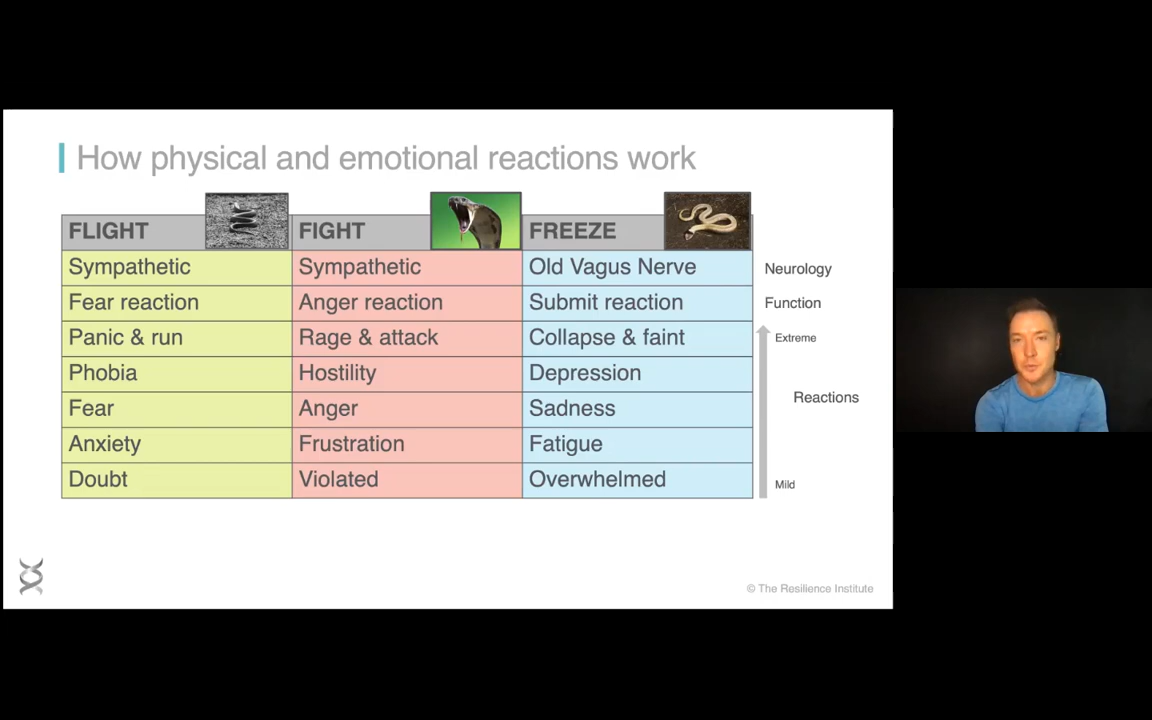 How physical and emotional reactions work
FLIGHT FIGHT FREEZE
Sympathetic Sympathetic Old Vagus Nerve Neurology
Fear reaction Anger reaction Submit reaction Function
Panic & run Rage & attack Collapse & faint Extreme
Phobia Hostility Depression
Reactions
Fear Anger Sadness
Anxiety Frustration Fatigue
Doubt Violated Overwhelmed Mild
© The Resilience Institute